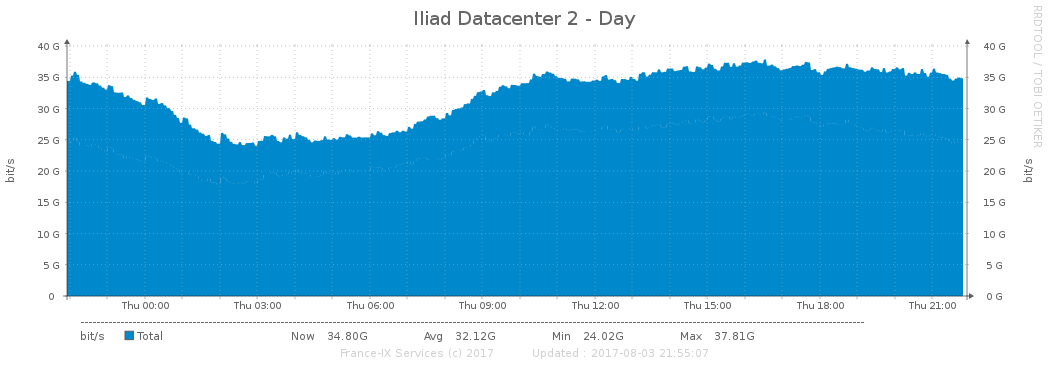 Iliad Datacenter 2 - Day
RRDTOOL / TOBI OETIKER
40 G 40 G
35 G 35 G
30 G 30 G
25 G 25 G
20 G 20 G
15 G 15 G
10 G 10 G
5 G 5 G
0 0 G
bit/s bit/s
Thu 00:00 Thu 03:00 Thu 06:00 Thu 09:00 Thu 12:00 Thu 15:00 Thu 18:00 Thu 21:00
bit/s Total Now 34.80G Avg 32.12G Min 24.02G Max 37.81G
France-IX Services (c) 2017 Updated : 2017-08-03 21:55:07